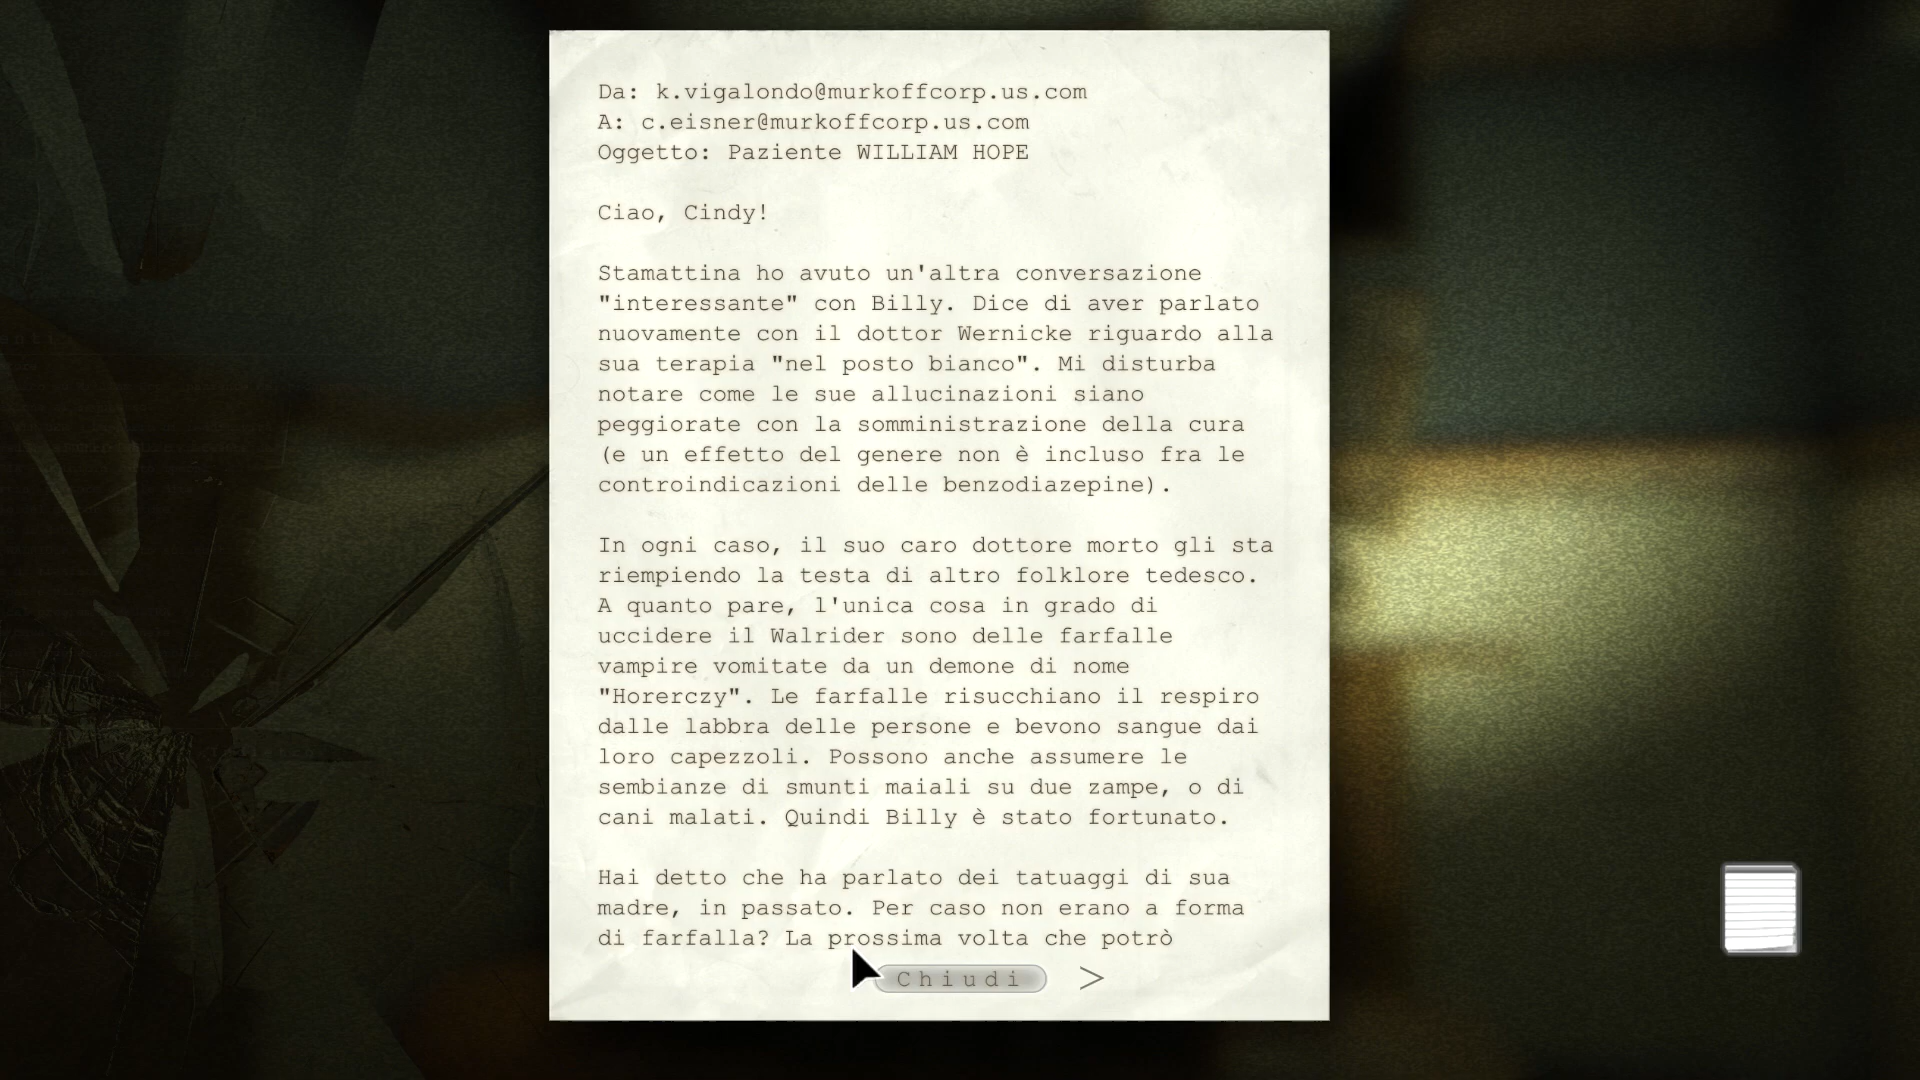 Da: k.vigalondo@murkoffcorp.us.com
A: c.eisner@murkoffcorp.us.com
Oggetto: Paziente WILLIAM HOPE
Ciao, Cindy!
Stamattina ho avuto un'altra conversazione
"interessante" con Billy. Dice di aver parlato
nuovamente con il dottor Wernicke riguardo alla
sua terapia "nel posto bianco". Mi disturba
notare come le sue allucinazioni siano
peggiorate con la somministrazione della cura
(e un effetto del genere non è incluso fra le
controindicazioni delle benzodiazepine).
In ogni caso, il suo caro dottore morto gli sta
riempiendo la testa di altro folklore tedesco.
A quanto pare, l'unica cosa in grado di
uccidere il Walrider sono delle farfalle
vampire vomitate da un demone di nome
"Horerczy". Le farfalle risucchiano il respiro
dalle labbra delle persone e bevono sangue dai
loro capezzoli. Possono anche assumere le
sembianze di smunti maiali su due zampe, o di
cani malati. Quindi Billy è stato fortunato.
Hai detto che ha parlato dei tatuaggi di sua
madre, in passato. Per caso non erano a forma
di farfalla? La prossima volta che potrò
Chiudi >